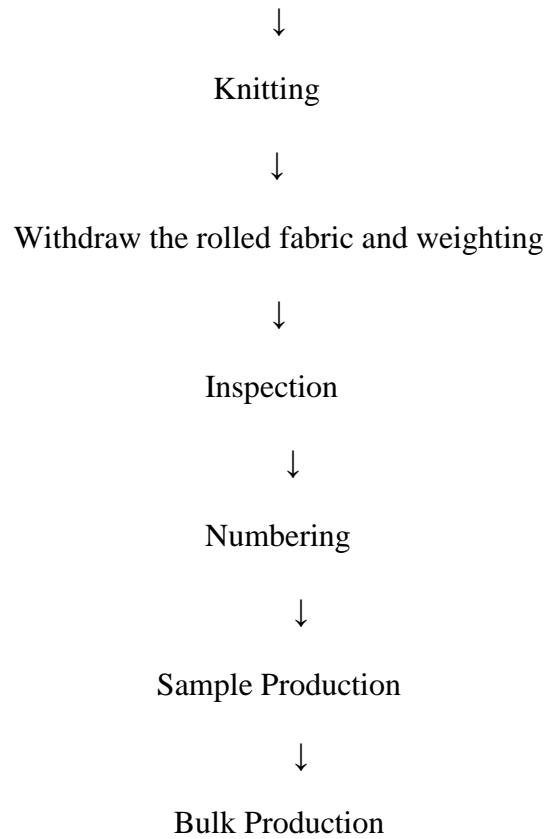 ↓
Knitting
↓
Withdraw the rolled fabric and weighting
↓
Inspection
↓
Numbering
↓
Sample Production
↓
Bulk Production